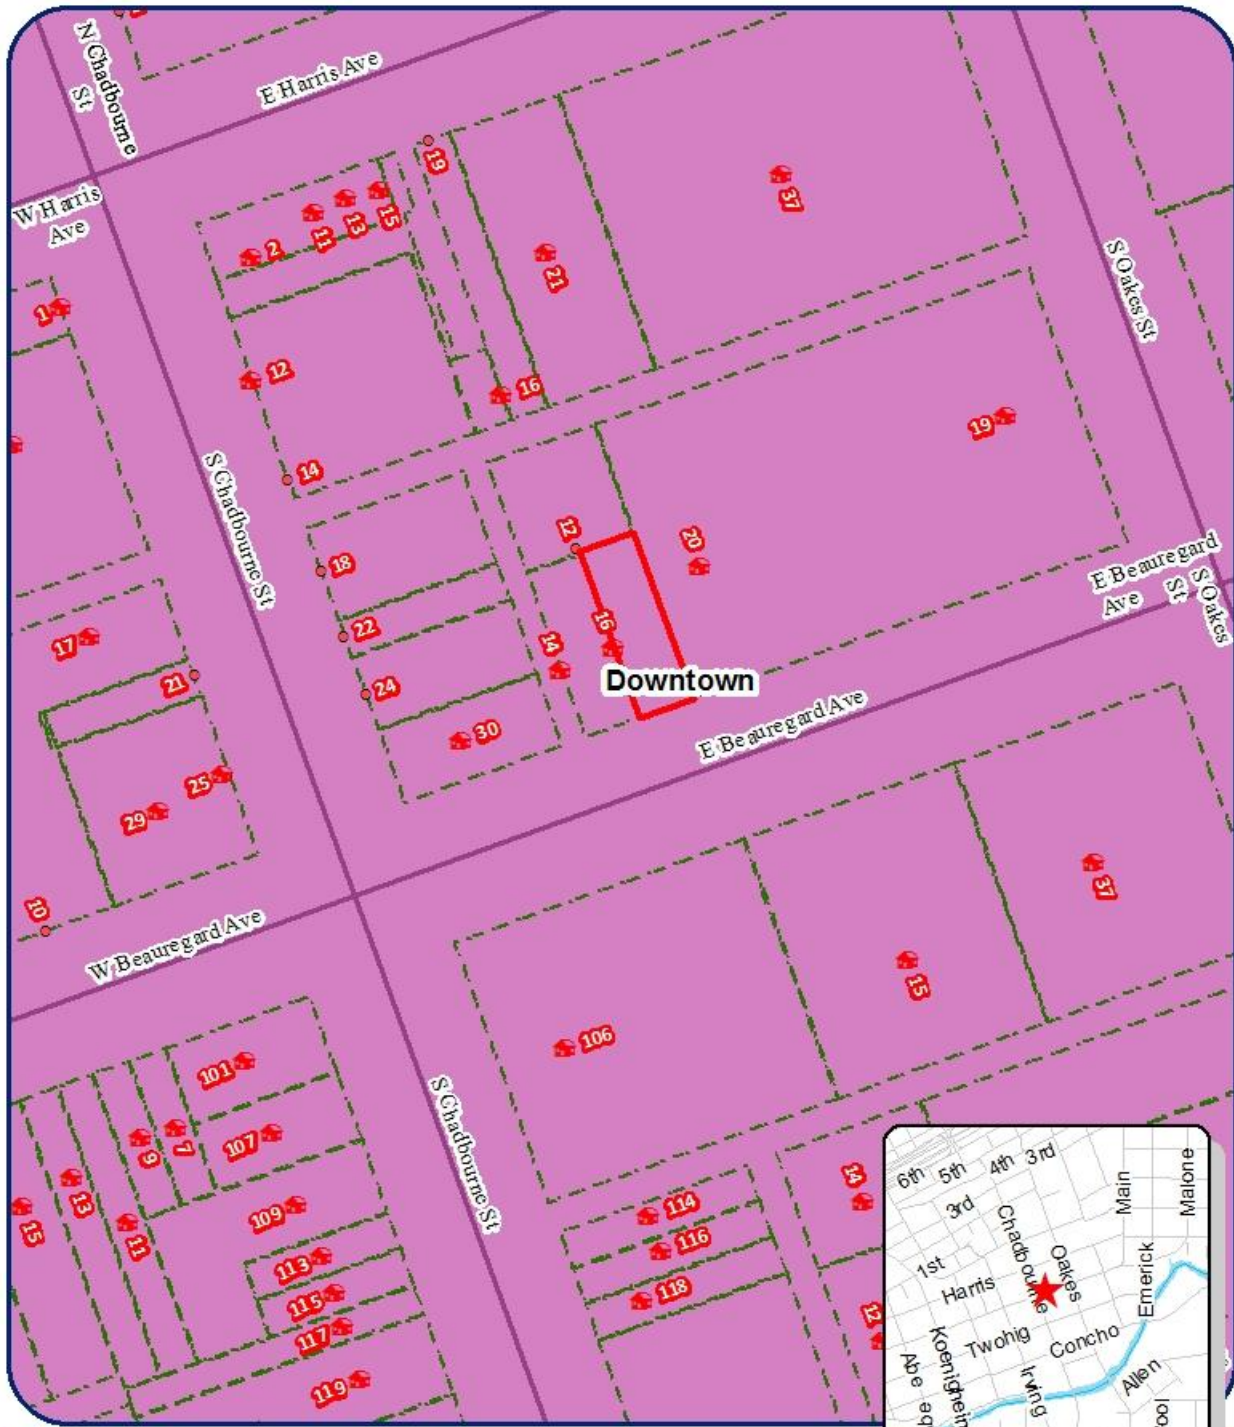 N Chadbourne
St
E Harris Ave
W Harris
Ave
19
37
15
13
11
2
21
S Oakes St
1
12
16
14
19
S Chadbourne St
12
20
18
E Beauregard
Ave
S Oakes
St
16
22
17
14
21
24
Downtown
30
E Beauregard Ave
25
29
37
10
W Beauregard Ave
15
106
101
107
7
9
S Chadbourne St
13
109
11
15
113
115
117
119
114
116
118
14
12
6th
5th
4th
3rd
3rd
Main
Malone
1st
Harris
Chadbourne
Oakes
Emerick
Twohig
Concho
Abe
Koenigheim
Irving
Allen